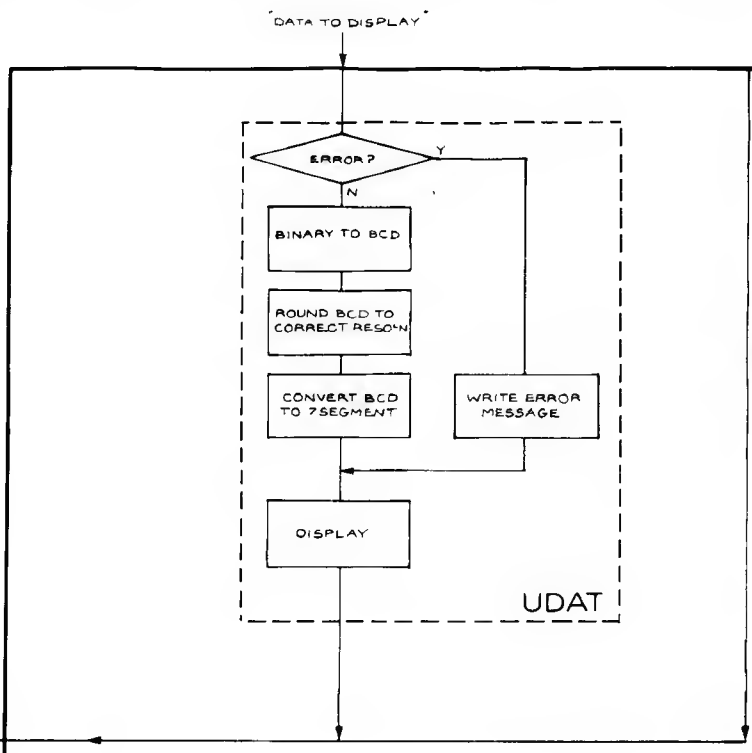 "DATA TO DISPLAY"
ERROR?
Y
N
BINARY TO BCD
ROUND BCD TO
CORRECT RESO'N
CONVERT BCD
TO 7SEGMENT
WRITE ERROR
MESSAGE
DISPLAY
UDAT